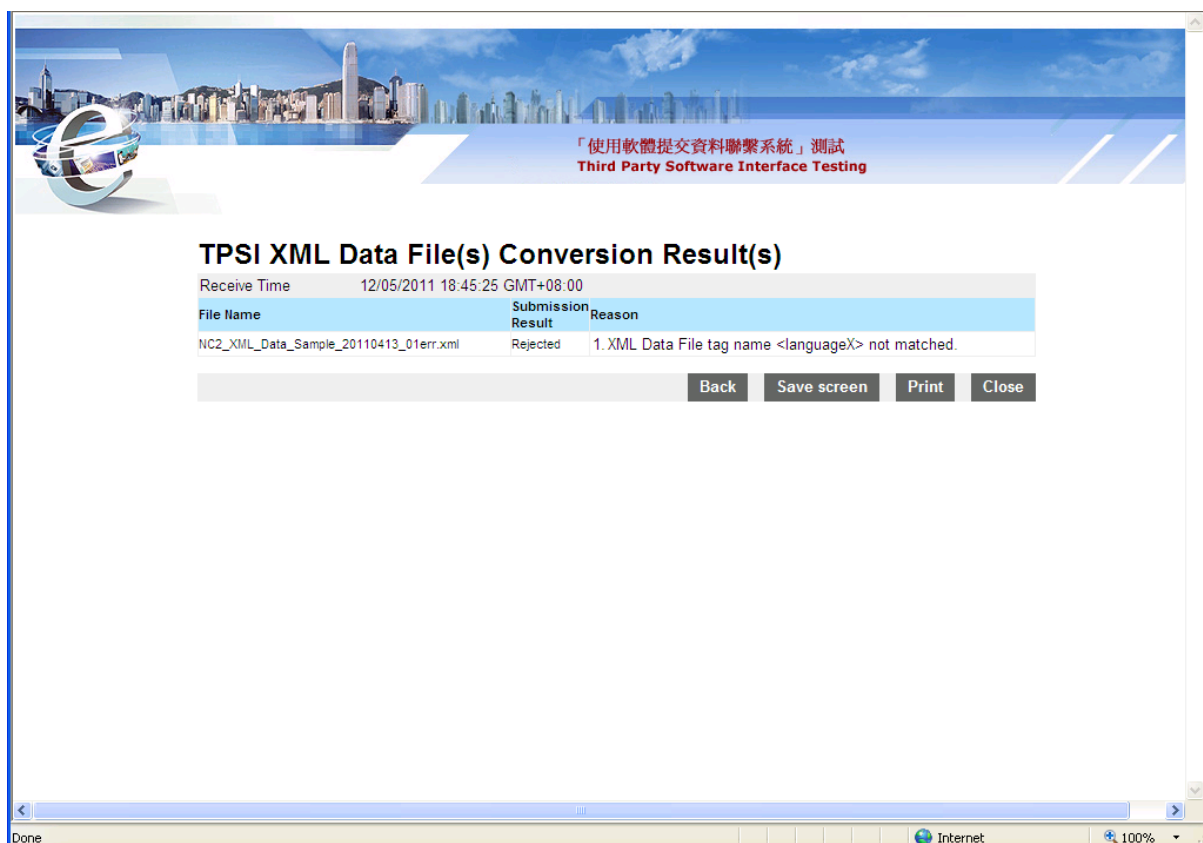 「使用軟體提交資料聯繫系統」測試
Third Party Software Interface Testing
TPSI XML Data File(s) Conversion Result(s)
Receive Time 12/05/2011 18:45:25 GMT+08:00
File Name Submission Result Reason
NC2_XML_Data_Sample_20110413_01err.xml Rejected 1. XML Data File tag name <languageX> not matched.
Back Save screen Print Close
Done Internet 100%